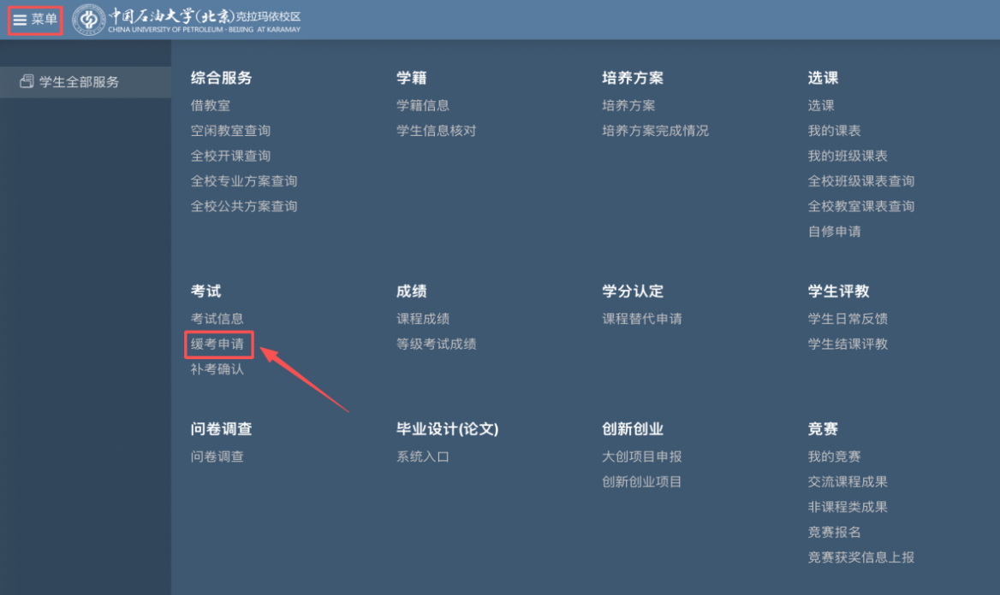 菜单
中国石油大学(北京)克拉玛依校区
CHINA UNIVERSITY OF PETROLEUM - BEIJING AT KARAMAY
学生全部服务
综合服务
借教室
空闲教室查询
全校开课查询
全校专业方案查询
全校公共方案查询
学籍
学籍信息
学生信息核对
培养方案
培养方案
培养方案完成情况
选课
选课
我的课表
我的班级课表
全校班级课表查询
全校教室课表查询
自修申请
考试
考试信息
缓考申请
补考确认
成绩
课程成绩
等级考试成绩
学分认定
课程替代申请
学生评教
学生日常反馈
学生结课评教
问卷调查
问卷调查
毕业设计(论文)
系统入口
创新创业
大创项目申报
创新创业项目
竞赛
我的竞赛
交流课程成果
非课程类成果
竞赛报名
竞赛获奖信息上报